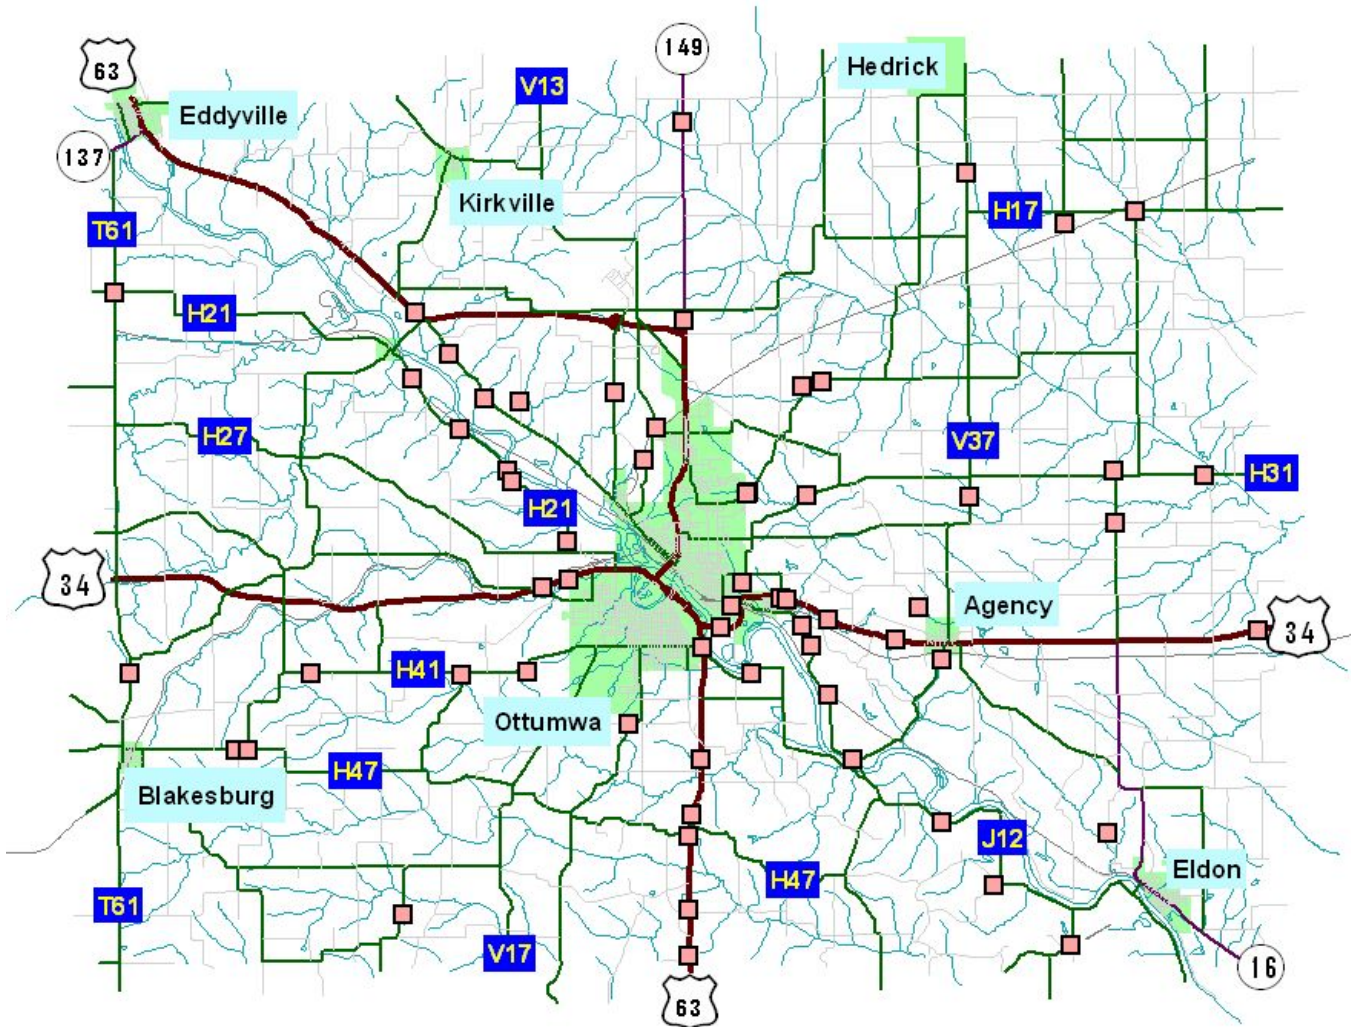 149
63
Hedrick
V13
Eddyville
137
Kirkville
H17
T61
H21
H27
V37
H31
H21
34
Agency
34
H41
Ottumwa
H47
Blakesburg
J12
Eldon
H47
T61
V17
16
63